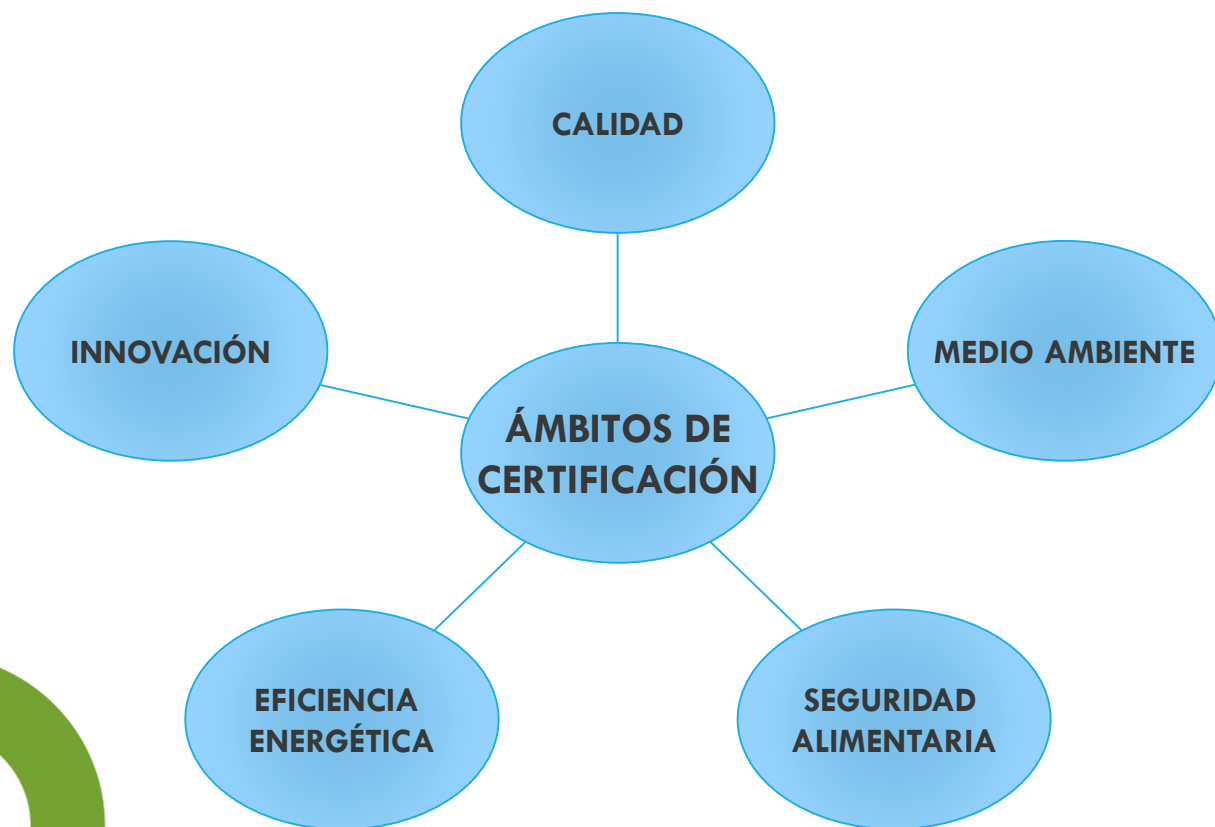 CALIDAD
INNOVACIÓN
MEDIO AMBIENTE
ÁMBITOS DE
CERTIFICACIÓN
EFICIENCIA
ENERGÉTICA
SEGURIDAD
ALIMENTARIA